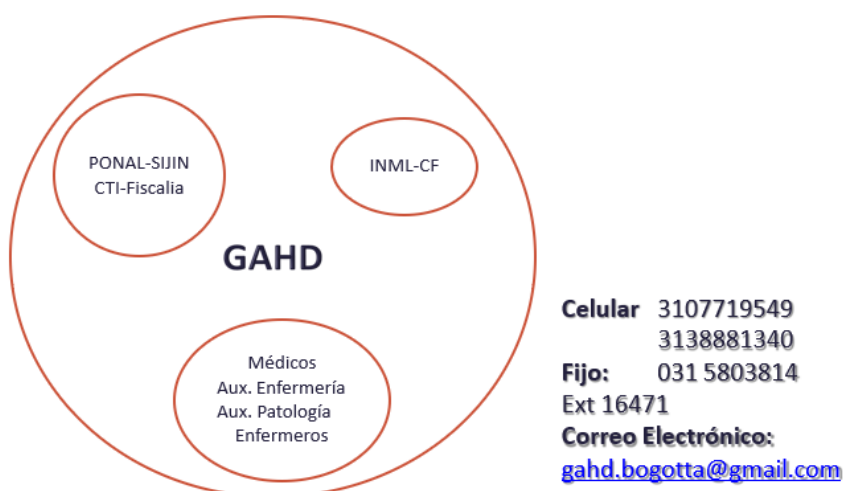 PONAL-SIJIN
CTI-Fiscalia
INML-CF
GAHD
Médicos
Aux. Enfermería
Aux. Patología
Enfermeros
Celular 3107719549
3138881340
Fijo: 031 5803814
Ext 16471
Correo Electrónico:
gahd.bogotta@gmail.com